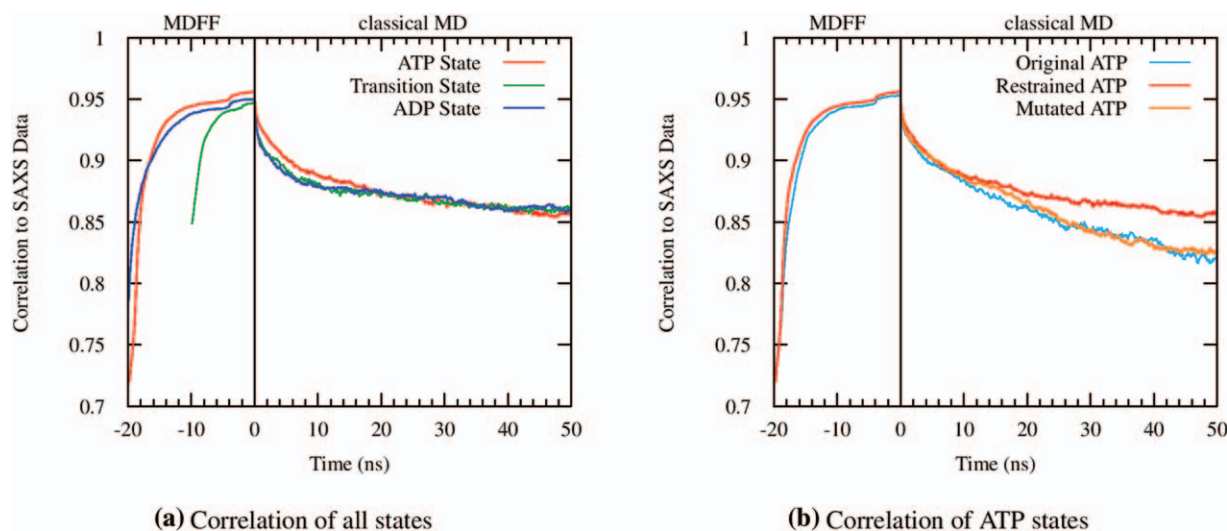 MDFF classical MD
1
0.95
0.9
0.85
0.8
0.75
0.7
Correlation to SAXS Data
ATP State
Transition State
ADP State
-20 -10 0 10 20 30 40 50
Time (ns)
(a) Correlation of all states
MDFF classical MD
1
0.95
0.9
0.85
0.8
0.75
0.7
Correlation to SAXS Data
Original ATP
Restrained ATP
Mutated ATP
-20 -10 0 10 20 30 40 50
Time (ns)
(b) Correlation of ATP states